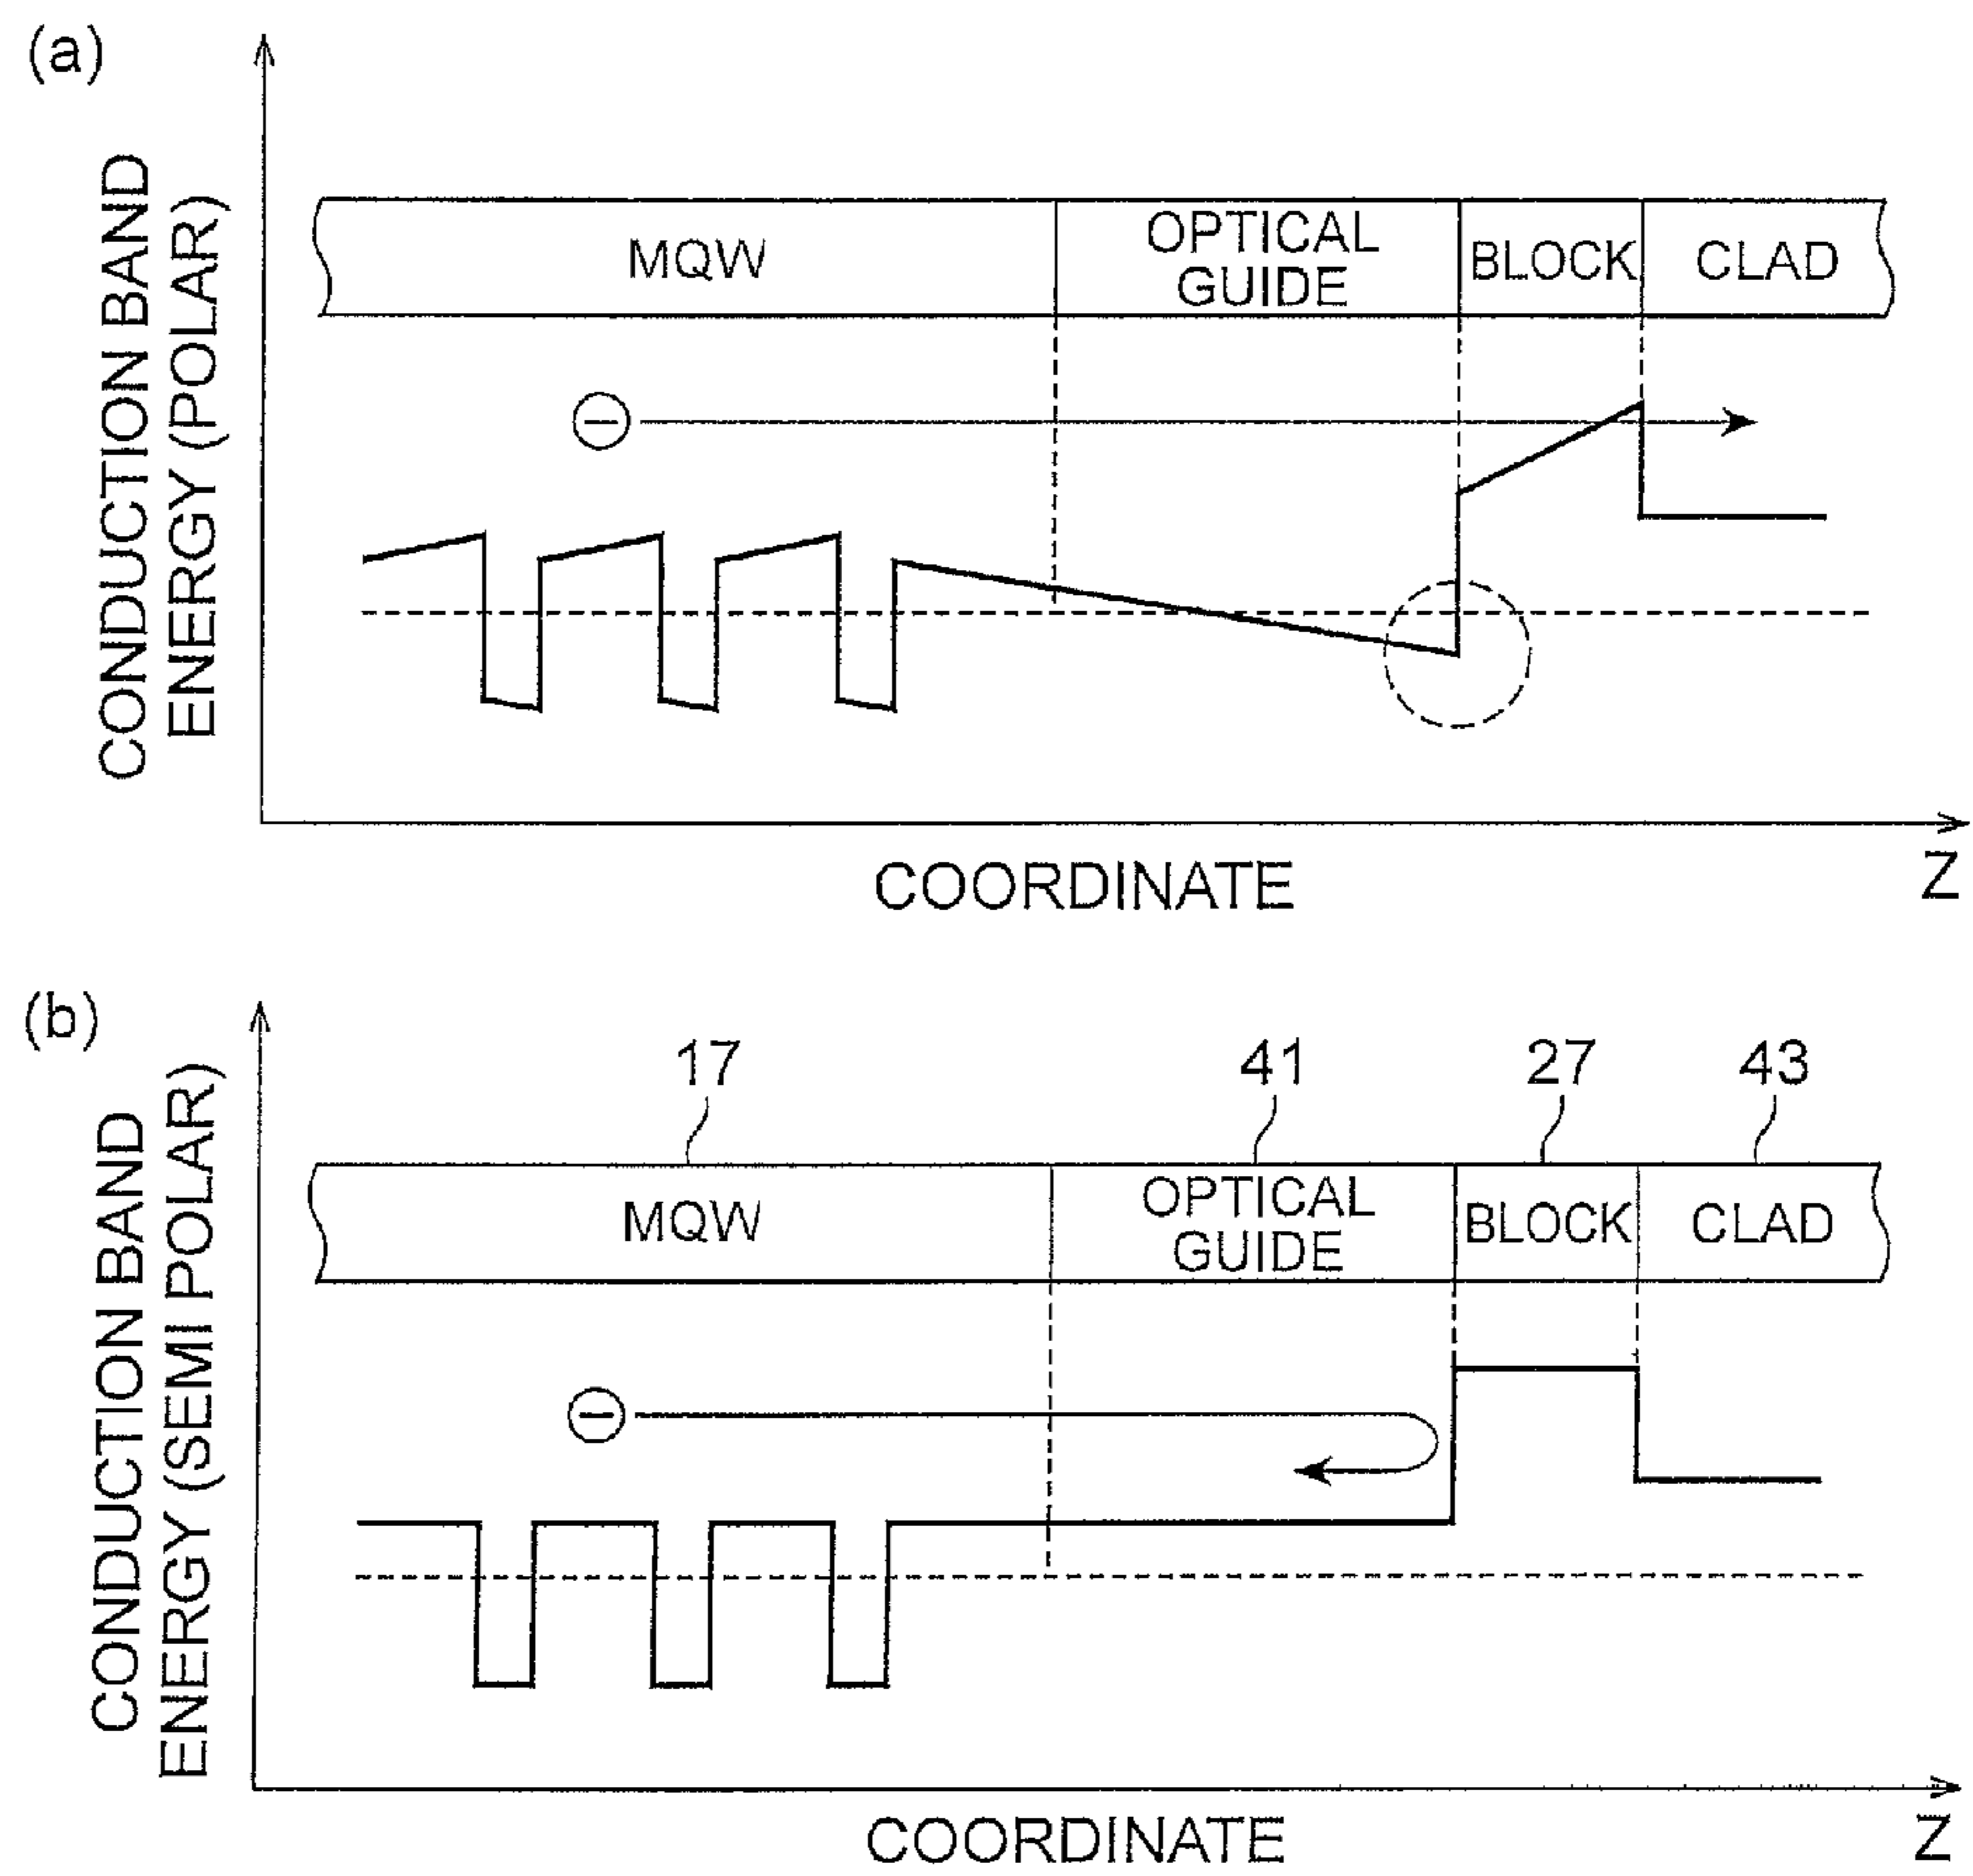 (a)
CONDUCTION BAND
ENERGY (POLAR)
MQW
OPTICAL
GUIDE
BLOCK
CLAD
COORDINATE
Z
(b)
CONDUCTION BAND
ENERGY (SEMI POLAR)
17
41
27
43
MQW
OPTICAL
GUIDE
BLOCK
CLAD
COORDINATE
Z